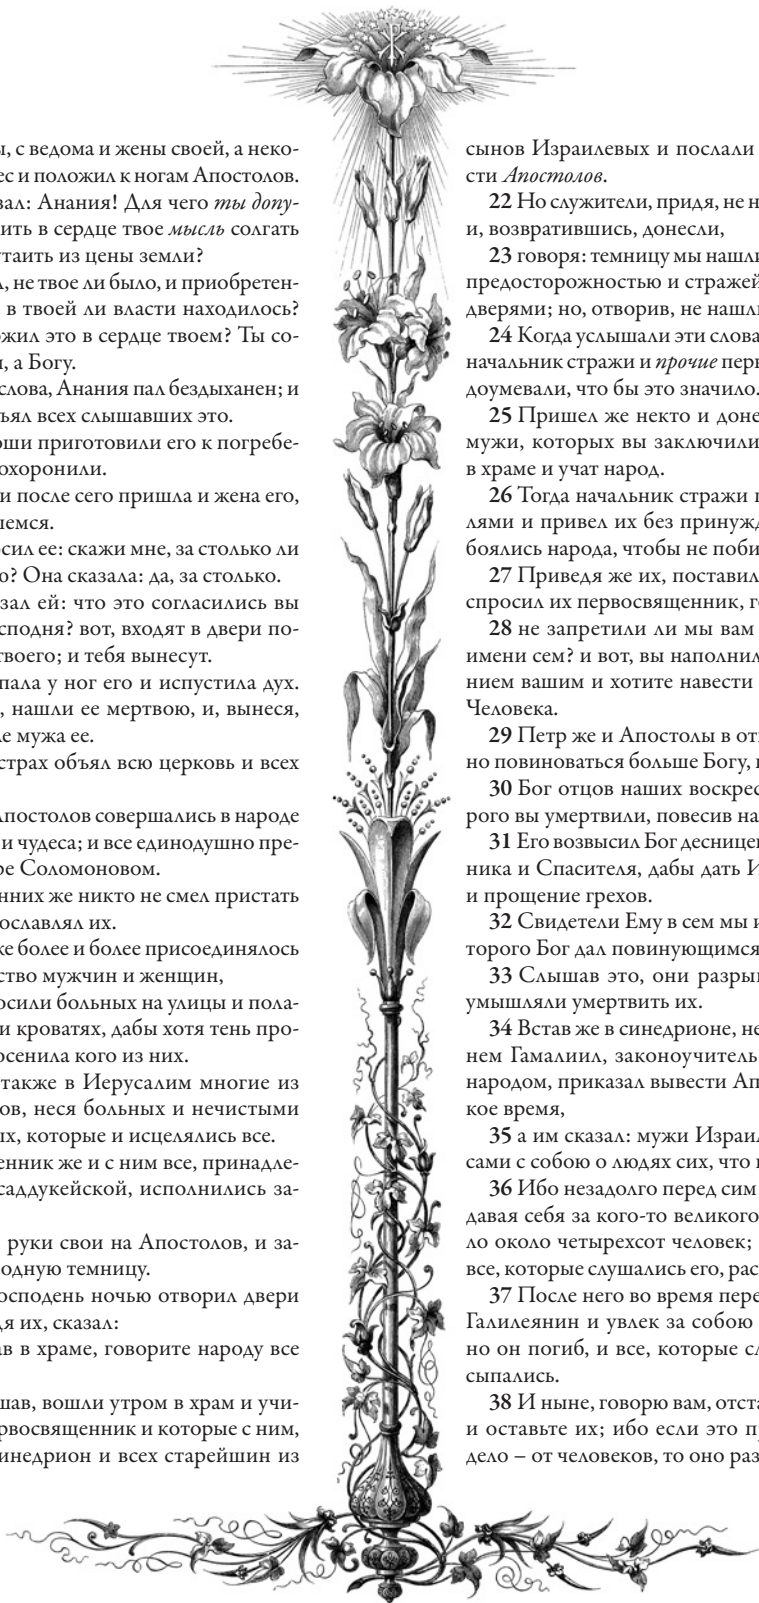 ы, с ведома и жены своей, а неко-
ес и положил к ногам Апостолов.
зал: Анания! Для чего ты допу-
ить в сердце твое мысль солгать
утаить из цены земли?
л, не твое ли было, и приобретен-
в твоей ли власти находилось?
жил это в сердце твоем? Ты со-
м, а Богу.
слова, Анания пал бездыханен; и
ъял всех слышавших это.
оши приготовили его к погребе-
охоронили.
и после сего пришла и жена его,
шемся.
осил ее: скажи мне, за столько ли
ю? Она сказала: да, за столько.
зал ей: что это согласились вы
сподня? вот, входят в двери по-
твоего; и тебя вынесут.
пала у ног его и испустила дух.
, нашли ее мертвою, и, вынеся,
ле мужа ее.
страх объял всю церковь и всех
Апостолов совершались в народе
и чудеса; и все единодушно пре-
ре Соломоновом.
нних же никто не смел пристать
ославлял их.
ке более и более присоединялось
ство мужчин и женщин,
осили больных на улицы и пола-
и кроватях, дабы хотя тень про-
осенила кого из них.
также в Иерусалим многие из
ов, неся больных и нечистыми
ых, которые и исцелялись все.
енник же и с ним все, принадле-
саддукейской, исполнились за-
руки свои на Апостолов, и за-
одную темницу.
осподень ночью отворил двери
дя их, сказал:
ав в храме, говорите народу все
шав, вошли утром в храм и учи-
рвосвященник и которые с ним,
инедрион и всех старейшин из
сынов Израилевых и послали
сти Апостолов.
22 Но служители, придя, не н
и, возвратившись, донесли,
23 говоря: темницу мы нашли
предосторожностью и стражей
дверями; но, отворив, не нашл
24 Когда услышали эти слова
начальник стражи и прочие перв
доумевали, что бы это значило.
25 Пришел же некто и доне
мужи, которых вы заключили
в храме и учат народ.
26 Тогда начальник стражи п
лями и привел их без принужд
боялись народа, чтобы не поби
27 Приведя же их, поставил
спросил их первосвященник, го
28 не запретили ли мы вам
имени сем? и вот, вы наполнил
нием вашим и хотите навести
Человека.
29 Петр же и Апостолы в отв
но повиноваться больше Богу, н
30 Бог отцов наших воскрес
рого вы умертвили, повесив на
31 Его возвысил Бог десницею
ника и Спасителя, дабы дать И
и прощение грехов.
32 Свидетели Ему в сем мы и
торого Бог дал повинующимся
33 Слышав это, они разрыв
умышляли умертвить их.
34 Встав же в синедрионе, не
нем Гамалиил, законоучитель
народом, приказал вывести Ап
кое время,
35 а им сказал: мужи Израил
сами с собою о людях сих, что в
36 Ибо незадолго перед сим
давая себя за кого-то великого
ло около четырехсот человек;
все, которые слушались его, рас
37 После него во время пере
Галилеянин и увлек за собою
но он погиб, и все, которые сл
сыпались.
38 И ныне, говорю вам, отста
и оставьте их; ибо если это пр
дело – от человеков, то оно раз